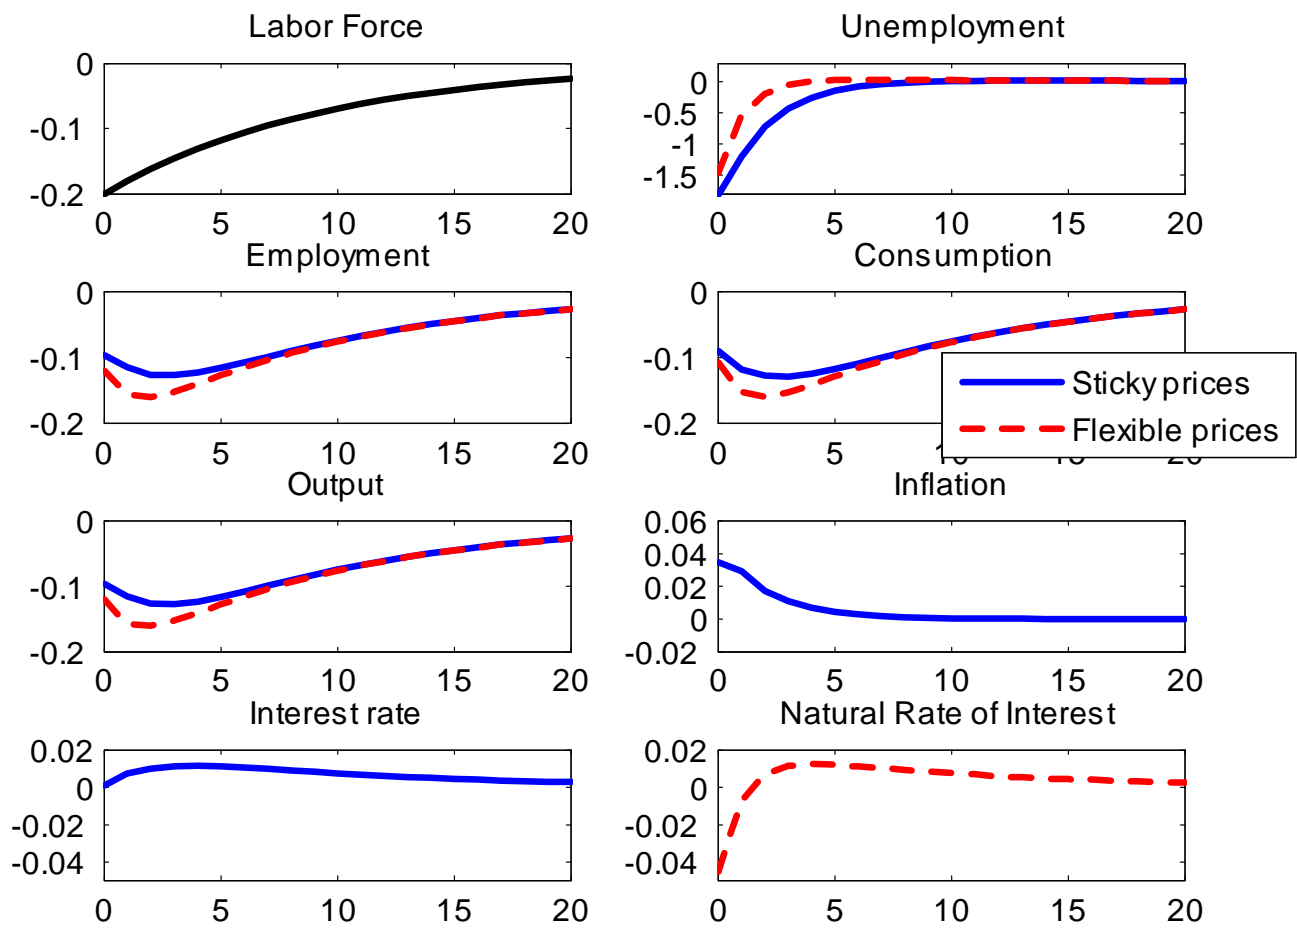 Labor Force
0
-0.1
-0.2
0 5 10 15 20
Unemployment
0
-0.5
-1
-1.5
0 5 10 15 20
Employment
0
-0.1
-0.2
0 5 10 15 20
Consumption
0
-0.1
-0.2
0 5 10 15 20
Sticky prices
Flexible prices
Output
0
-0.1
-0.2
0 5 10 15 20
Inflation
0.06
0.04
0.02
0
-0.02
0 5 10 15 20
Interest rate
0.02
0
-0.02
-0.04
0 5 10 15 20
Natural Rate of Interest
0.02
0
-0.02
-0.04
0 5 10 15 20